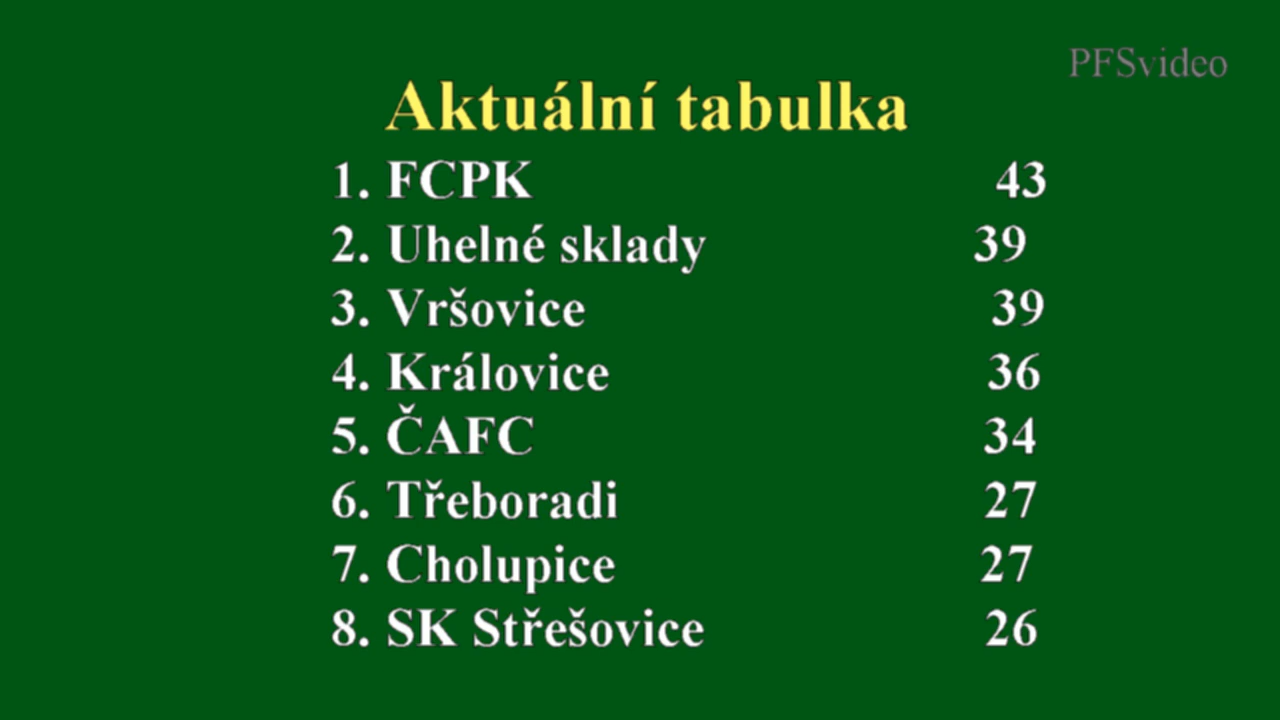 PFSvideo
Aktuální tabulka
1. FCPK 43
2. Uhelné sklady 39
3. Vršovice 39
4. Královice 36
5. ČAFC 34
6. Třeboradi 27
7. Cholupice 27
8. SK Střešovice 26